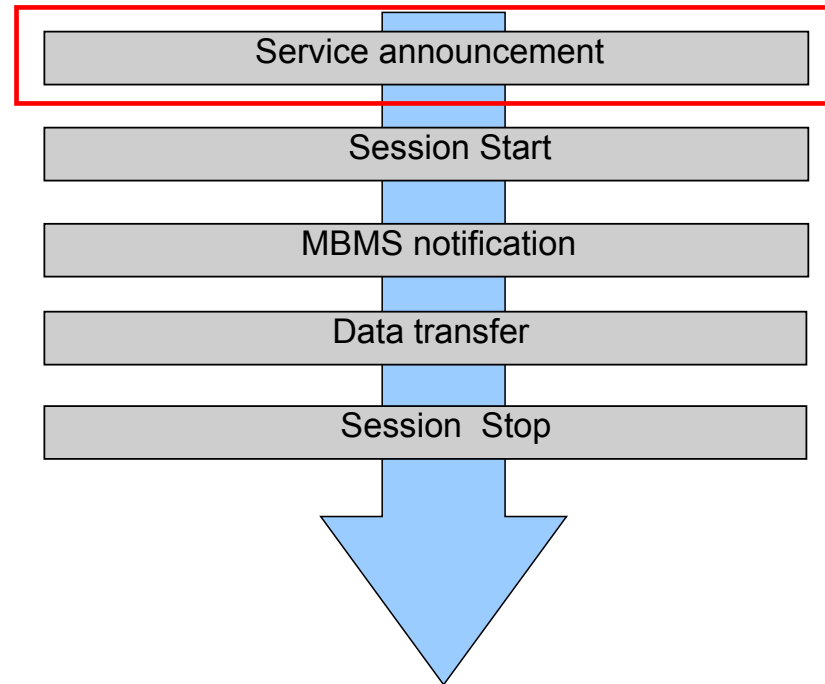 Service announcement
Session Start
MBMS notification
Data transfer
Session  Stop